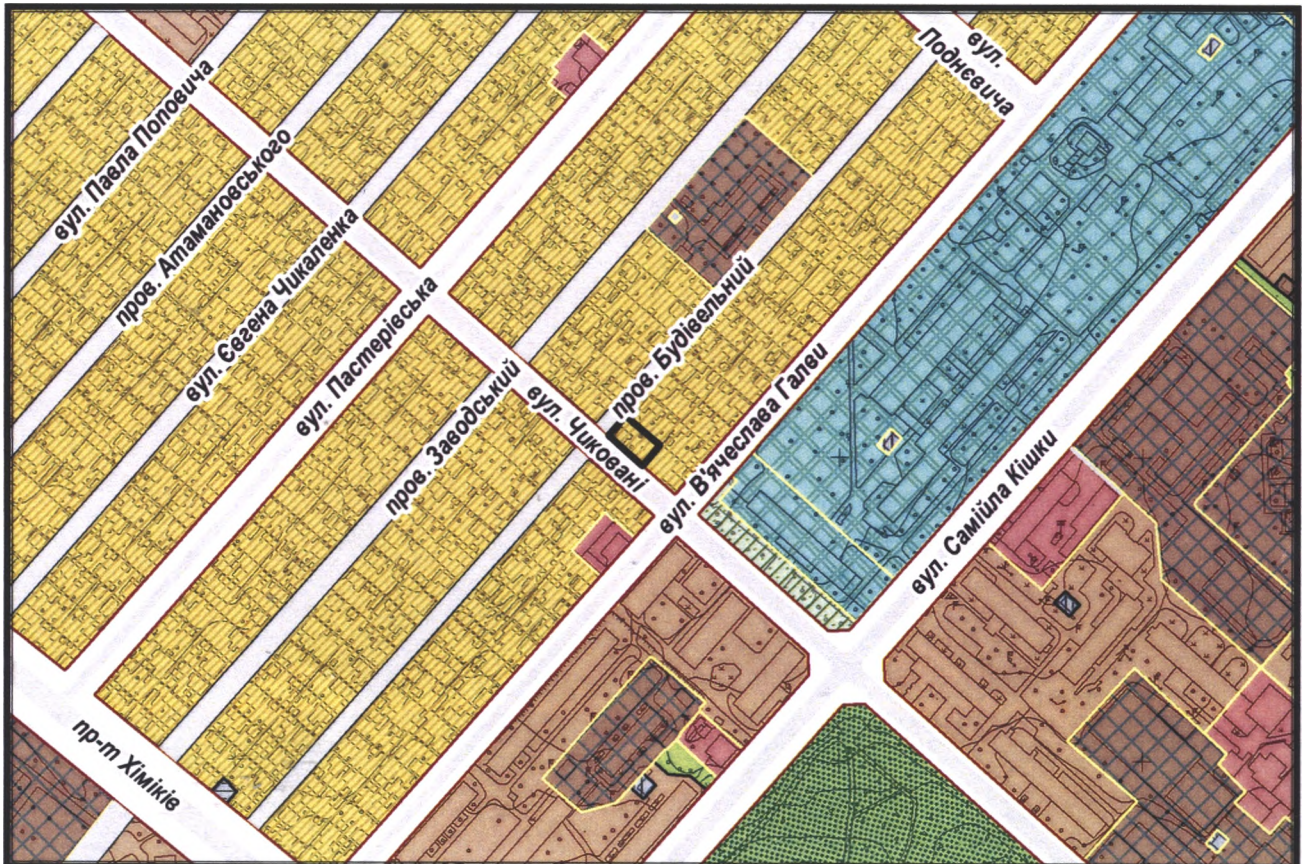 вул.
Поднєвича
вул. Павла Поповича
пров. Атамановського
вул. Євгена Чикаленка
вул. Пастерівська
пров. Заводський
вул. Чиковані
пров. Будівельний
вул. В'ячеслава Галви
вул. Самійла Кішки
пр-т Хіміків